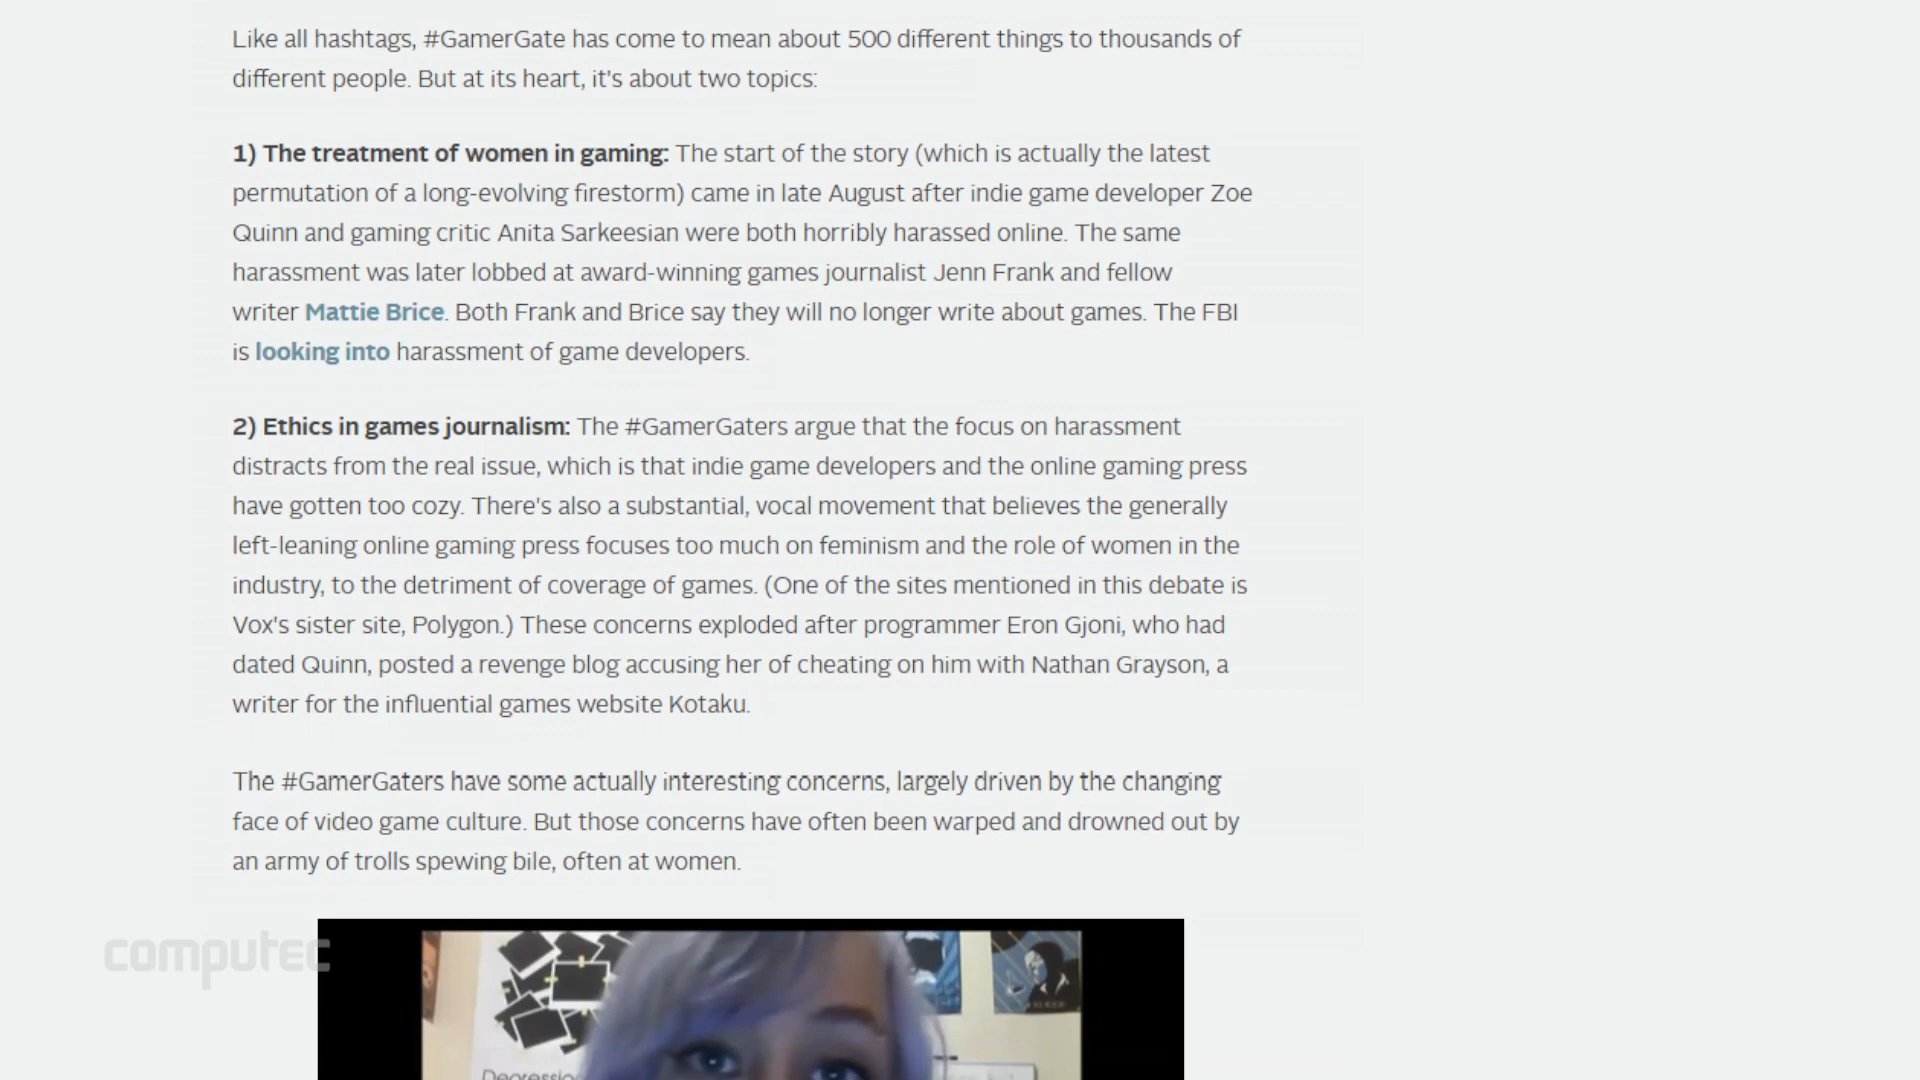 Like all hashtags, #GamerGate has come to mean about 500 different things to thousands of
different people. But at its heart, it's about two topics:
1) The treatment of women in gaming: The start of the story (which is actually the latest
permutation of a long-evolving firestorm) came in late August after indie game developer Zoe
Quinn and gaming critic Anita Sarkeesian were both horribly harassed online. The same
harassment was later lobbed at award-winning games journalist Jenn Frank and fellow
writer Mattie Brice. Both Frank and Brice say they will no longer write about games. The FBI
is looking into harassment of game developers.
2) Ethics in games journalism: The #GamerGaters argue that the focus on harassment
distracts from the real issue, which is that indie game developers and the online gaming press
have gotten too cozy. There's also a substantial, vocal movement that believes the generally
left-leaning online gaming press focuses too much on feminism and the role of women in the
industry, to the detriment of coverage of games. (One of the sites mentioned in this debate is
Vox's sister site, Polygon.) These concerns exploded after programmer Eron Gjoni, who had
dated Quinn, posted a revenge blog accusing her of cheating on him with Nathan Grayson, a
writer for the influential games website Kotaku.
The #GamerGaters have some actually interesting concerns, largely driven by the changing
face of video game culture. But those concerns have often been warped and drowned out by
an army of trolls spewing bile, often at women.
computec